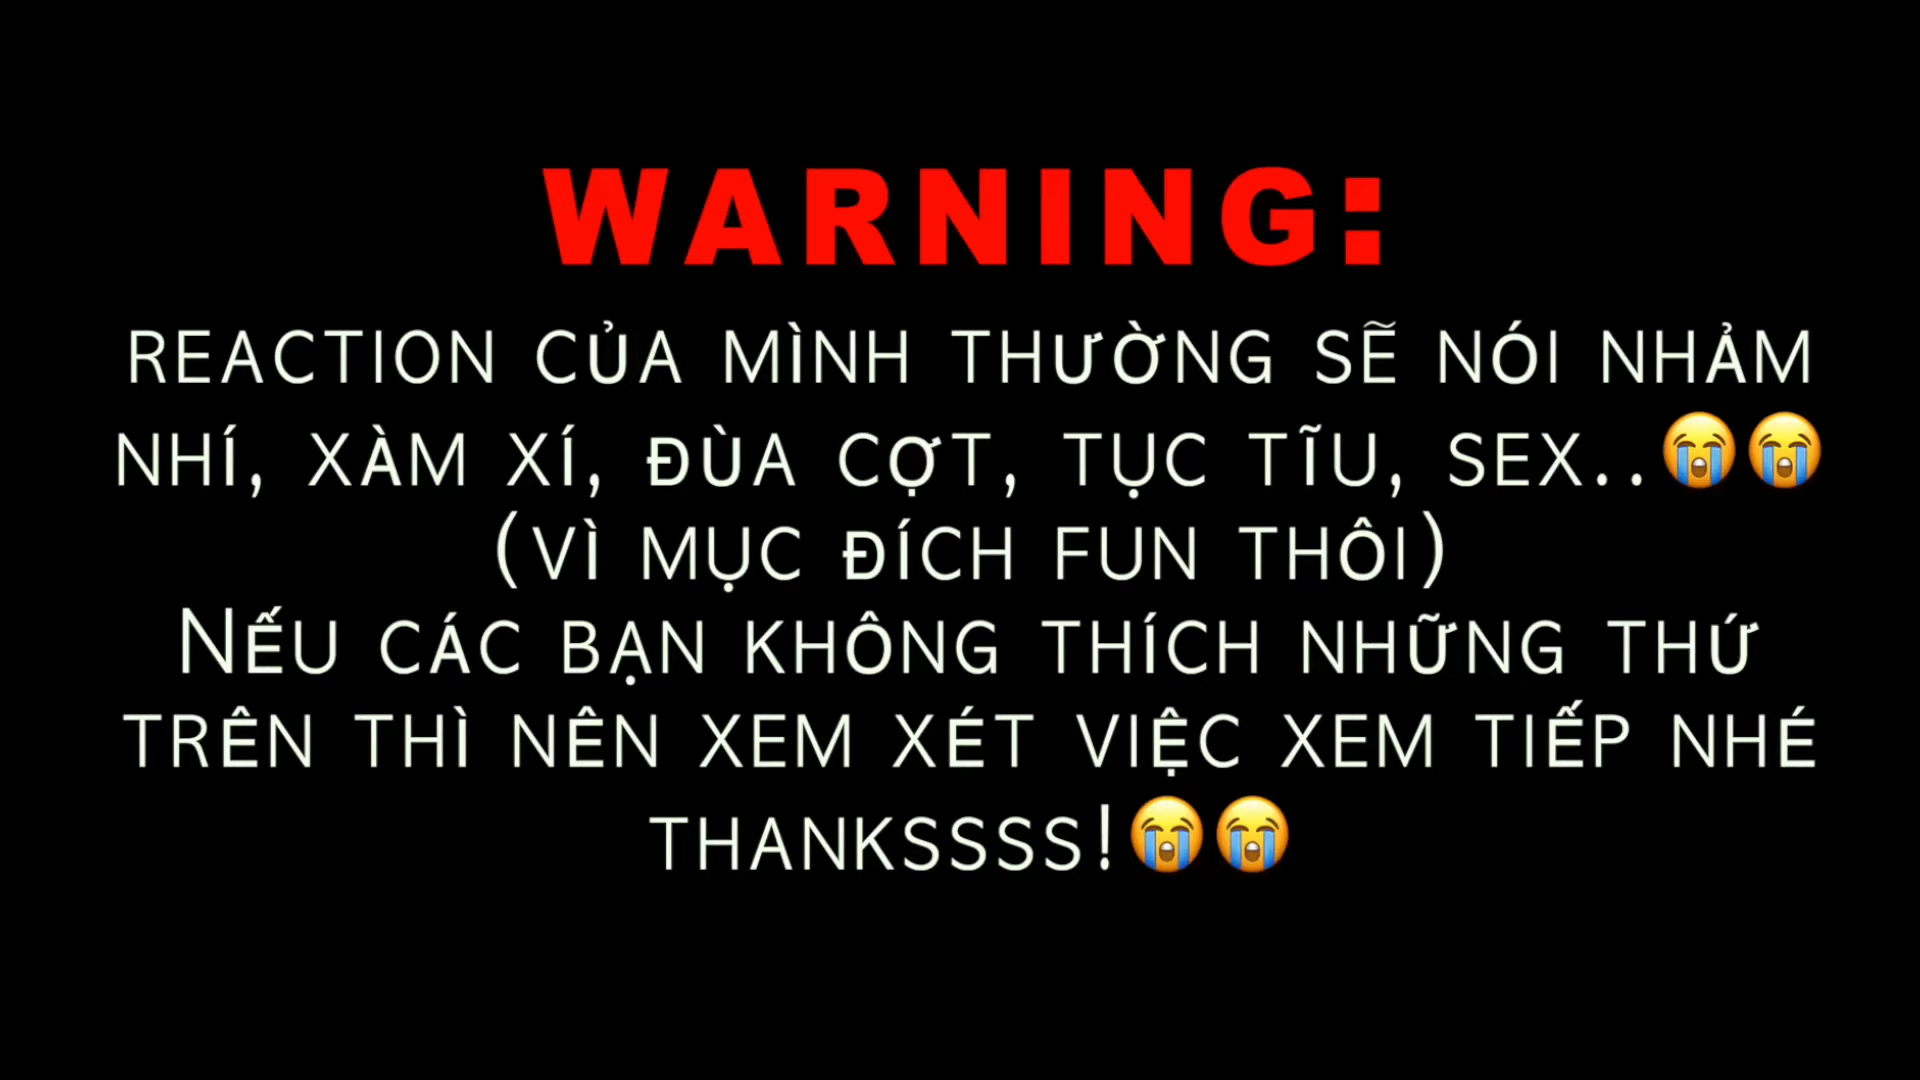 WARNING:
REACTION CỦA MÌNH THƯỜNG SẼ NÓI NHẢM
NHÍ, XÀM XÍ, ĐÙA CỢT, TỤC TĨU, SEX..😭😭
(VÌ MỤC ĐÍCH FUN THÔI)
NẾU CÁC BẠN KHÔNG THÍCH NHỮNG THỨ
TRÊN THÌ NÊN XEM XÉT VIỆC XEM TIẾP NHÉ
THANKSSSS!😭😭